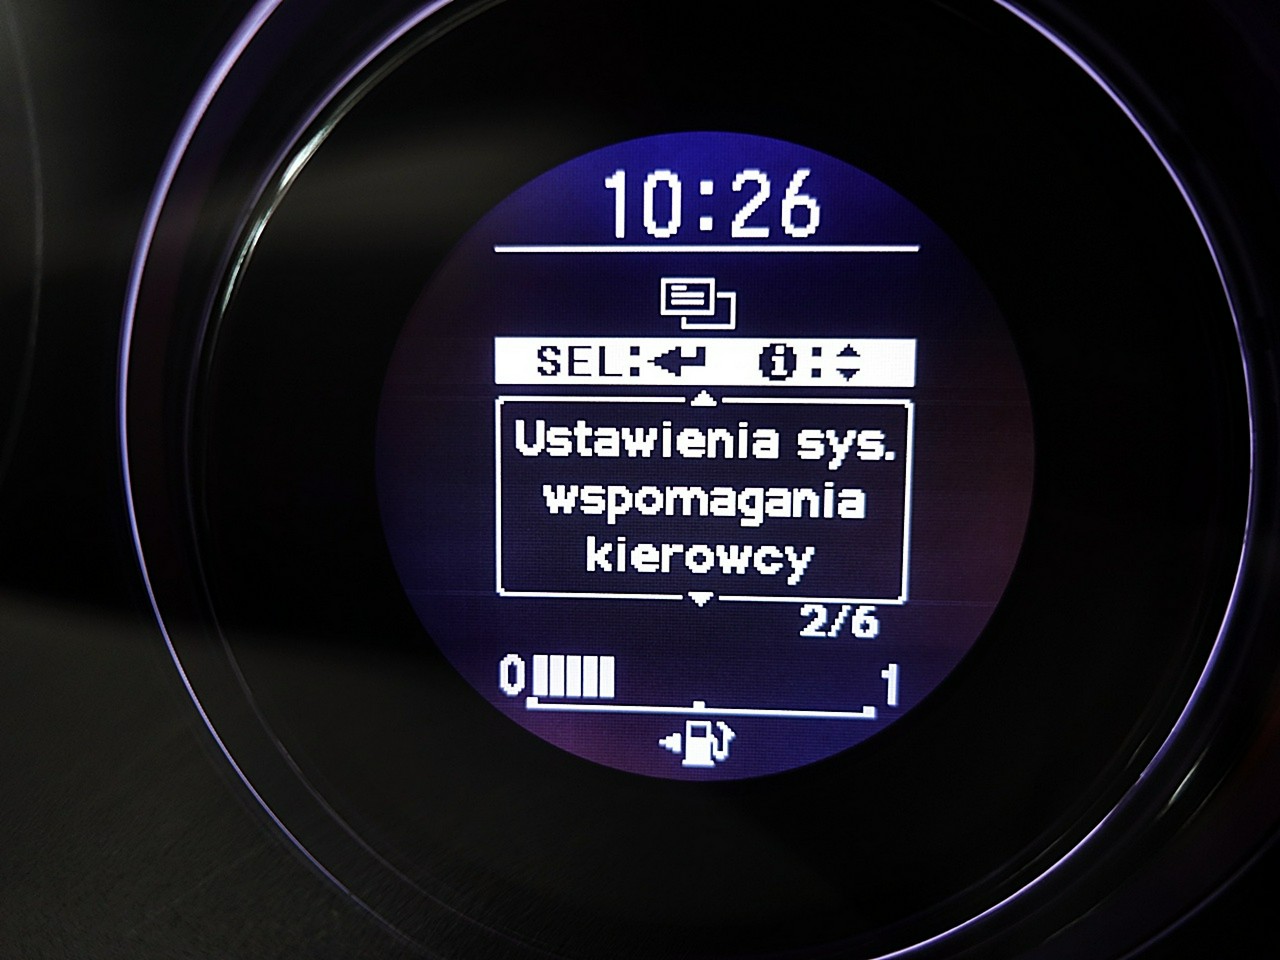 10:26
SEL: i:
Ustawienia sys.
wspomagania
kierowcy
2/6
0 1